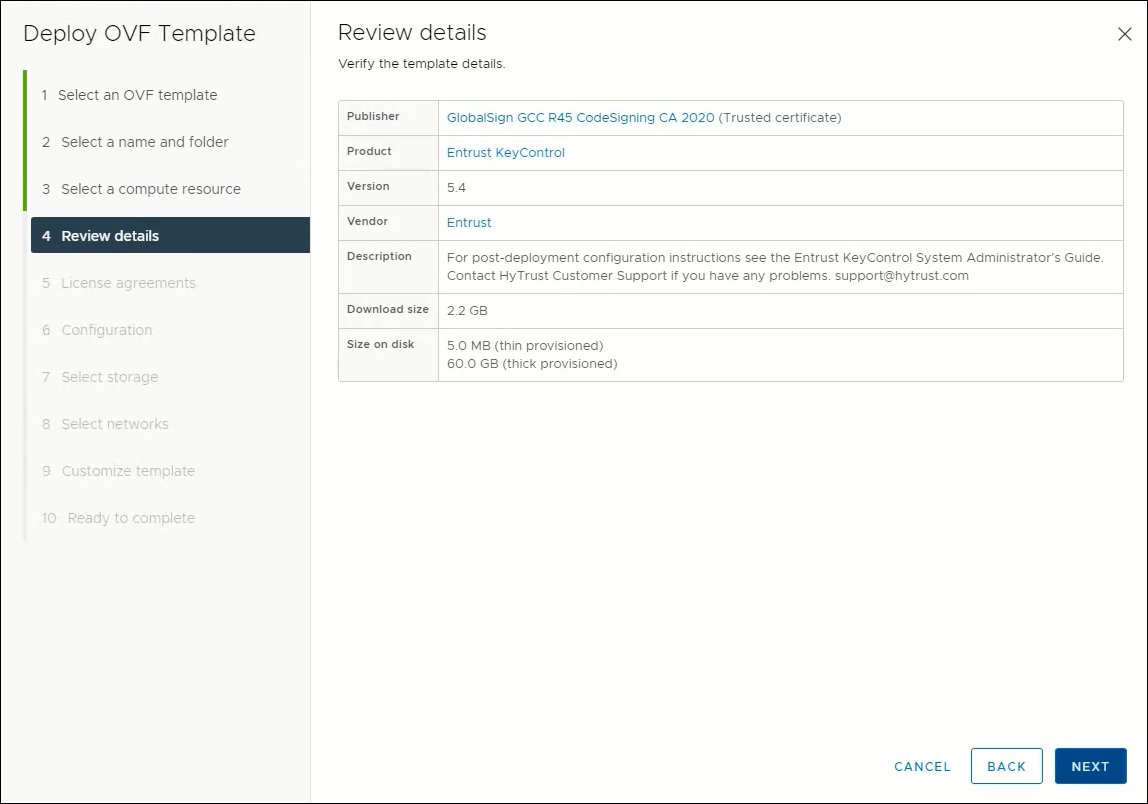 Deploy OVF Template
1 Select an OVF template
2 Select a name and folder
3 Select a compute resource
4 Review details
5 License agreements
6 Configuration
7 Select storage
8 Select networks
9 Customize template
10 Ready to complete
Review details
Verify the template details.
Publisher GlobalSign GCC R45 CodeSigning CA 2020 (Trusted certificate)
Product Entrust KeyControl
Version 5.4
Vendor Entrust
Description For post-deployment configuration instructions see the Entrust KeyControl System Administrator's Guide.
Contact HyTrust Customer Support if you have any problems. support@hytrust.com
Download size 2.2 GB
Size on disk 5.0 MB (thin provisioned)
60.0 GB (thick provisioned)
CANCEL BACK NEXT